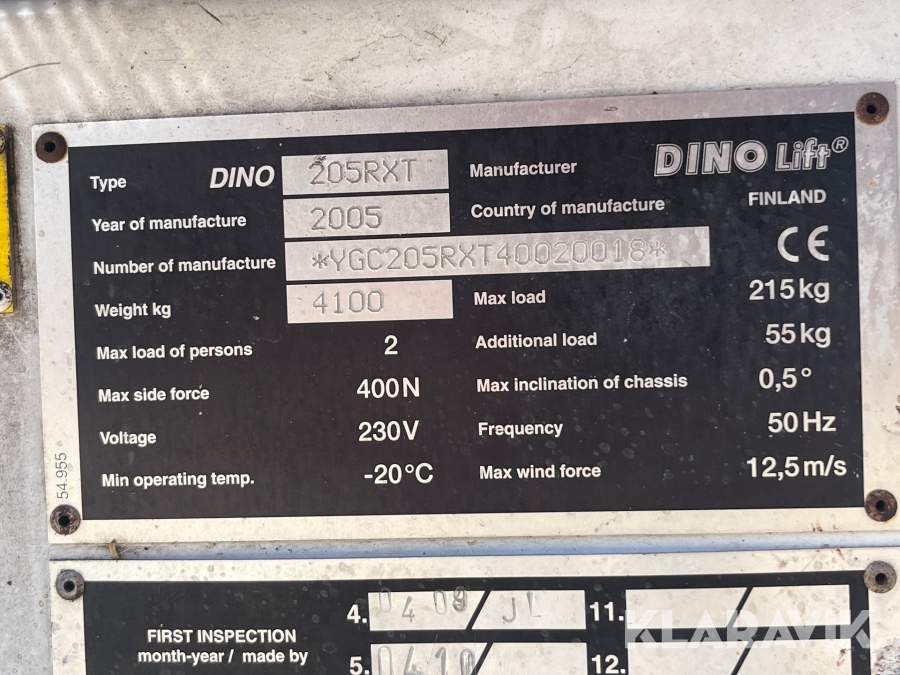 Type DINO 205RXT Manufacturer DINO Lift®
Year of manufacture 2005 Country of manufacture FINLAND
Number of manufacture *YGC205RXT40020018* CE
Weight kg 4100 Max load 215 kg
Max load of persons 2 Additional load 55 kg
Max side force 400 N Max inclination of chassis 0,5°
Voltage 230 V Frequency 50 Hz
Min operating temp. -20°C Max wind force 12,5 m/s
54.955
4. 04 09 / JL 11.
FIRST INSPECTION
month-year / made by
5. 0410 / 12.
KLARAVIK